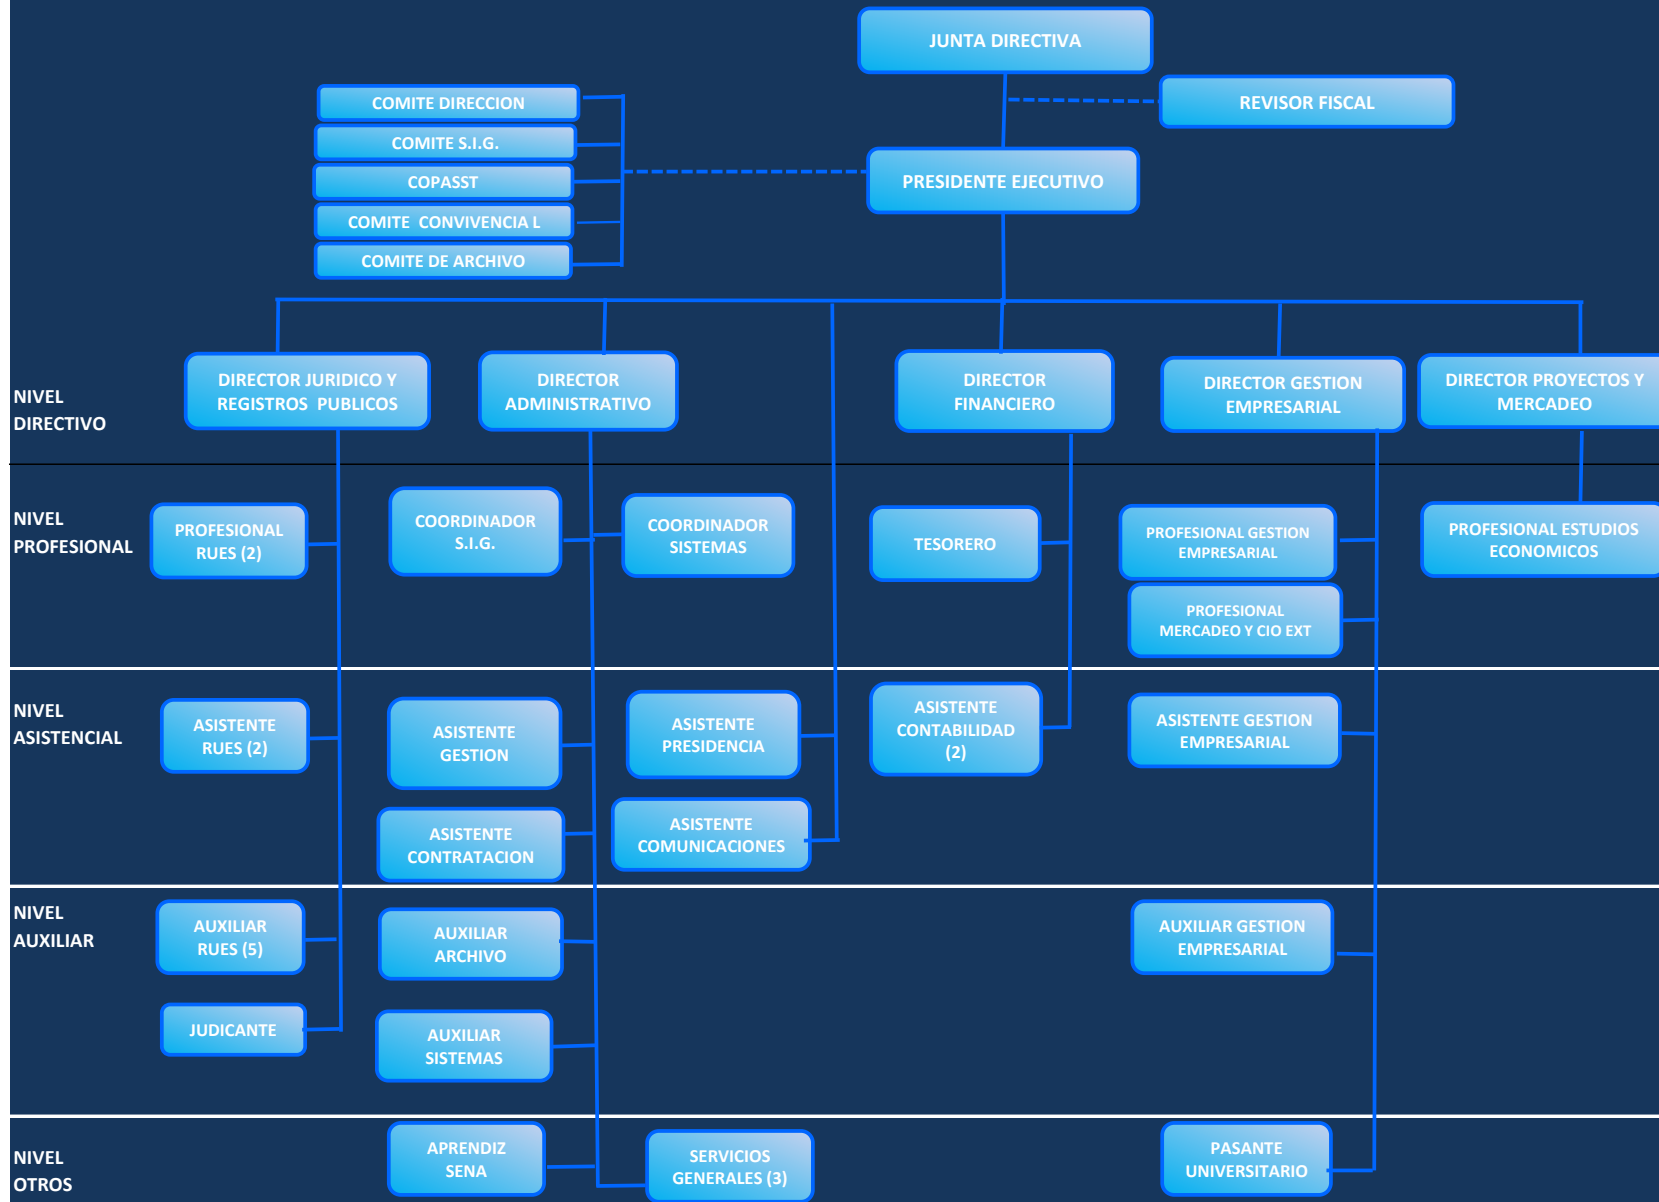 JUNTA DIRECTIVA
REVISOR FISCAL
COMITE DIRECCION
COMITE S.I.G.
COPASST
COMITE CONVIVENCIA L
COMITE DE ARCHIVO
PRESIDENTE EJECUTIVO
NIVEL
DIRECTIVO
DIRECTOR JURIDICO Y
REGISTROS PUBLICOS
DIRECTOR
ADMINISTRATIVO
DIRECTOR
FINANCIERO
DIRECTOR GESTION
EMPRESARIAL
DIRECTOR PROYECTOS Y
MERCADEO
NIVEL
PROFESIONAL
PROFESIONAL
RUES (2)
COORDINADOR
S.I.G.
COORDINADOR
SISTEMAS
TESORERO
PROFESIONAL GESTION
EMPRESARIAL
PROFESIONAL
MERCADEO Y CIO EXT
PROFESIONAL ESTUDIOS
ECONOMICOS
NIVEL
ASISTENCIAL
ASISTENTE
RUES (2)
ASISTENTE
GESTION
ASISTENTE
PRESIDENCIA
ASISTENTE
CONTABILIDAD
(2)
ASISTENTE GESTION
EMPRESARIAL
ASISTENTE
CONTRATACION
ASISTENTE
COMUNICACIONES
NIVEL
AUXILIAR
AUXILIAR
RUES (5)
AUXILIAR
ARCHIVO
AUXILIAR GESTION
EMPRESARIAL
JUDICANTE
AUXILIAR
SISTEMAS
NIVEL
OTROS
APRENDIZ
SENA
SERVICIOS
GENERALES (3)
PASANTE
UNIVERSITARIO